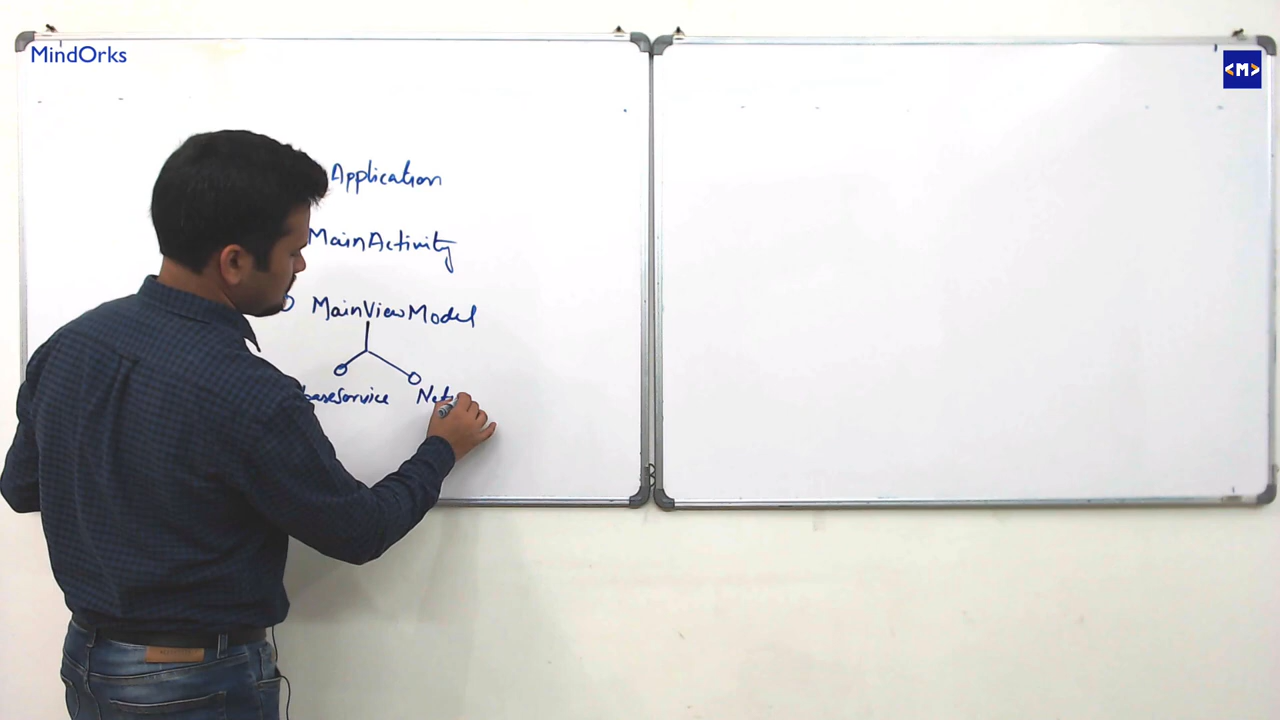 MindOrks
<M>
Application
MainActivity
MainViewModel
baseService Net